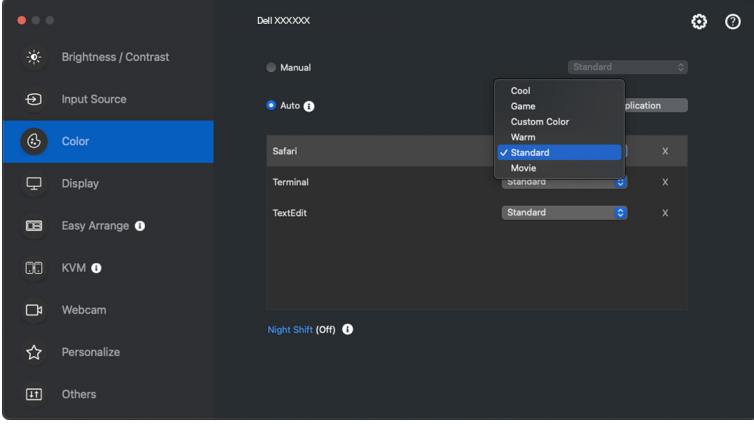 Dell XXXXXX
Brightness / Contrast
Input Source
Color
Display
Easy Arrange
KVM
Webcam
Personalize
Others
Manual
Standard
Auto
Cool
Game
Custom Color
Warm
✓ Standard
Movie
Safari
X
Terminal
Standard
X
TextEdit
Standard
X
Night Shift (Off)